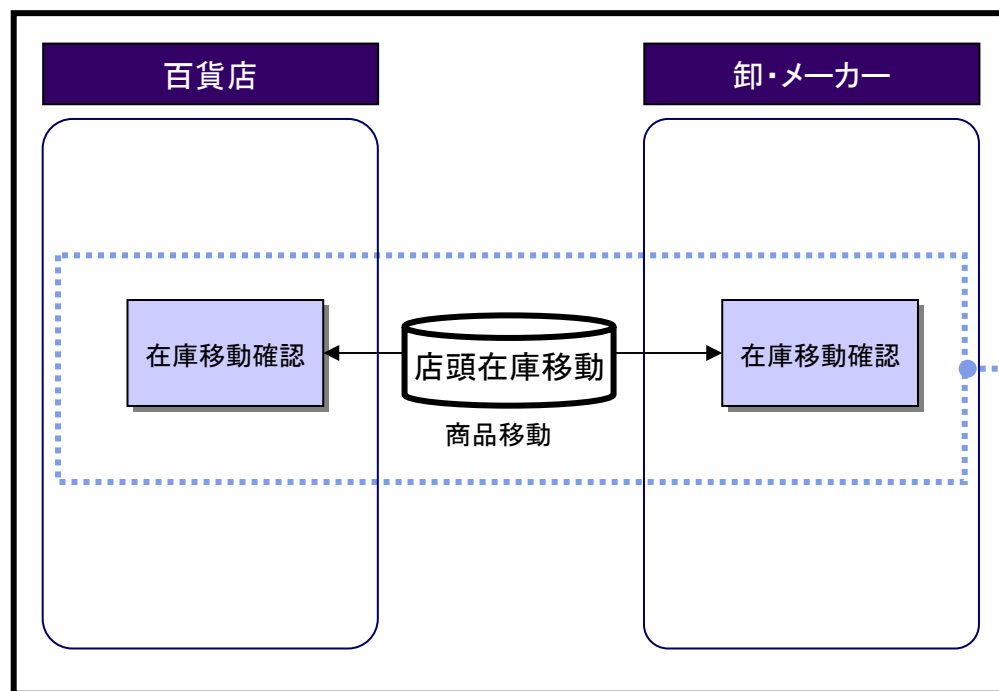 百貨店
卸・メーカー
在庫移動確認
店頭在庫移動
在庫移動確認
商品移動